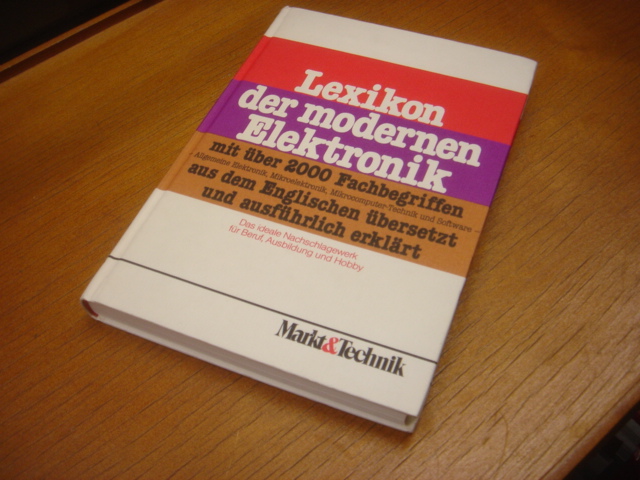 Lexikon
der modernen
Elektronik
mit über 2000 Fachbegriffen
– Allgemeine Elektronik, Mikroelektronik, Mikrocomputer-Technik und Software –
aus dem Englischen übersetzt
und ausführlich erklärt
Das ideale Nachschlagewerk
für Beruf, Ausbildung und Hobby
Markt&Technik